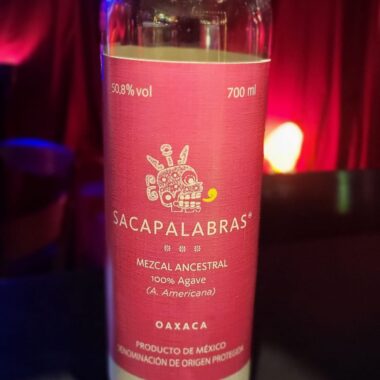 50,8% vol 700 ml
SACAPALABRAS®
MEZCAL ANCESTRAL
100% Agave
(A. Americana)
OAXACA
PRODUCTO DE MÉXICO
DENOMINACIÓN DE ORIGEN PROTEGIDA